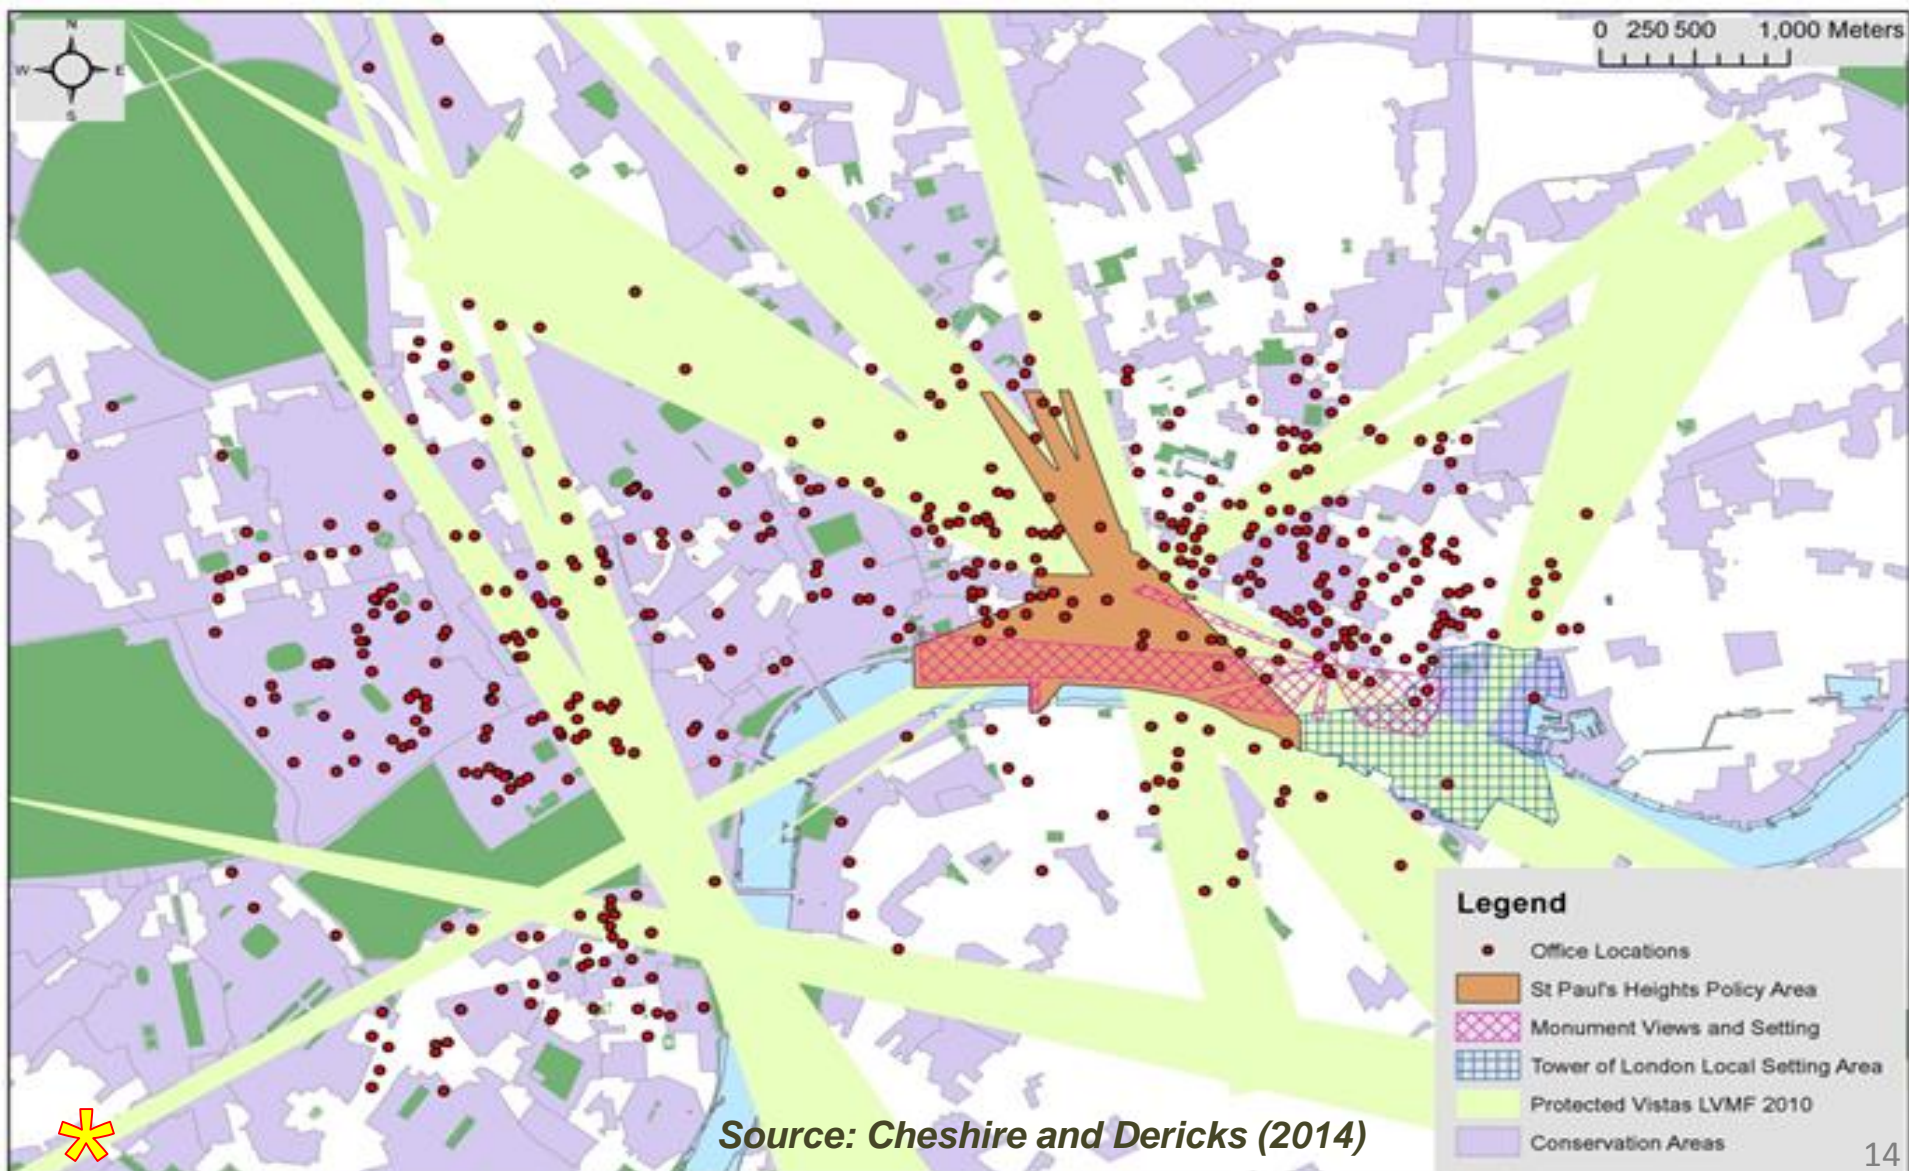 N
W E
S
0 250 500 1,000 Meters
Legend
Office Locations
St Paul's Heights Policy Area
Monument Views and Setting
Tower of London Local Setting Area
Protected Vistas LVMF 2010
Conservation Areas
Source: Cheshire and Dericks (2014)
14